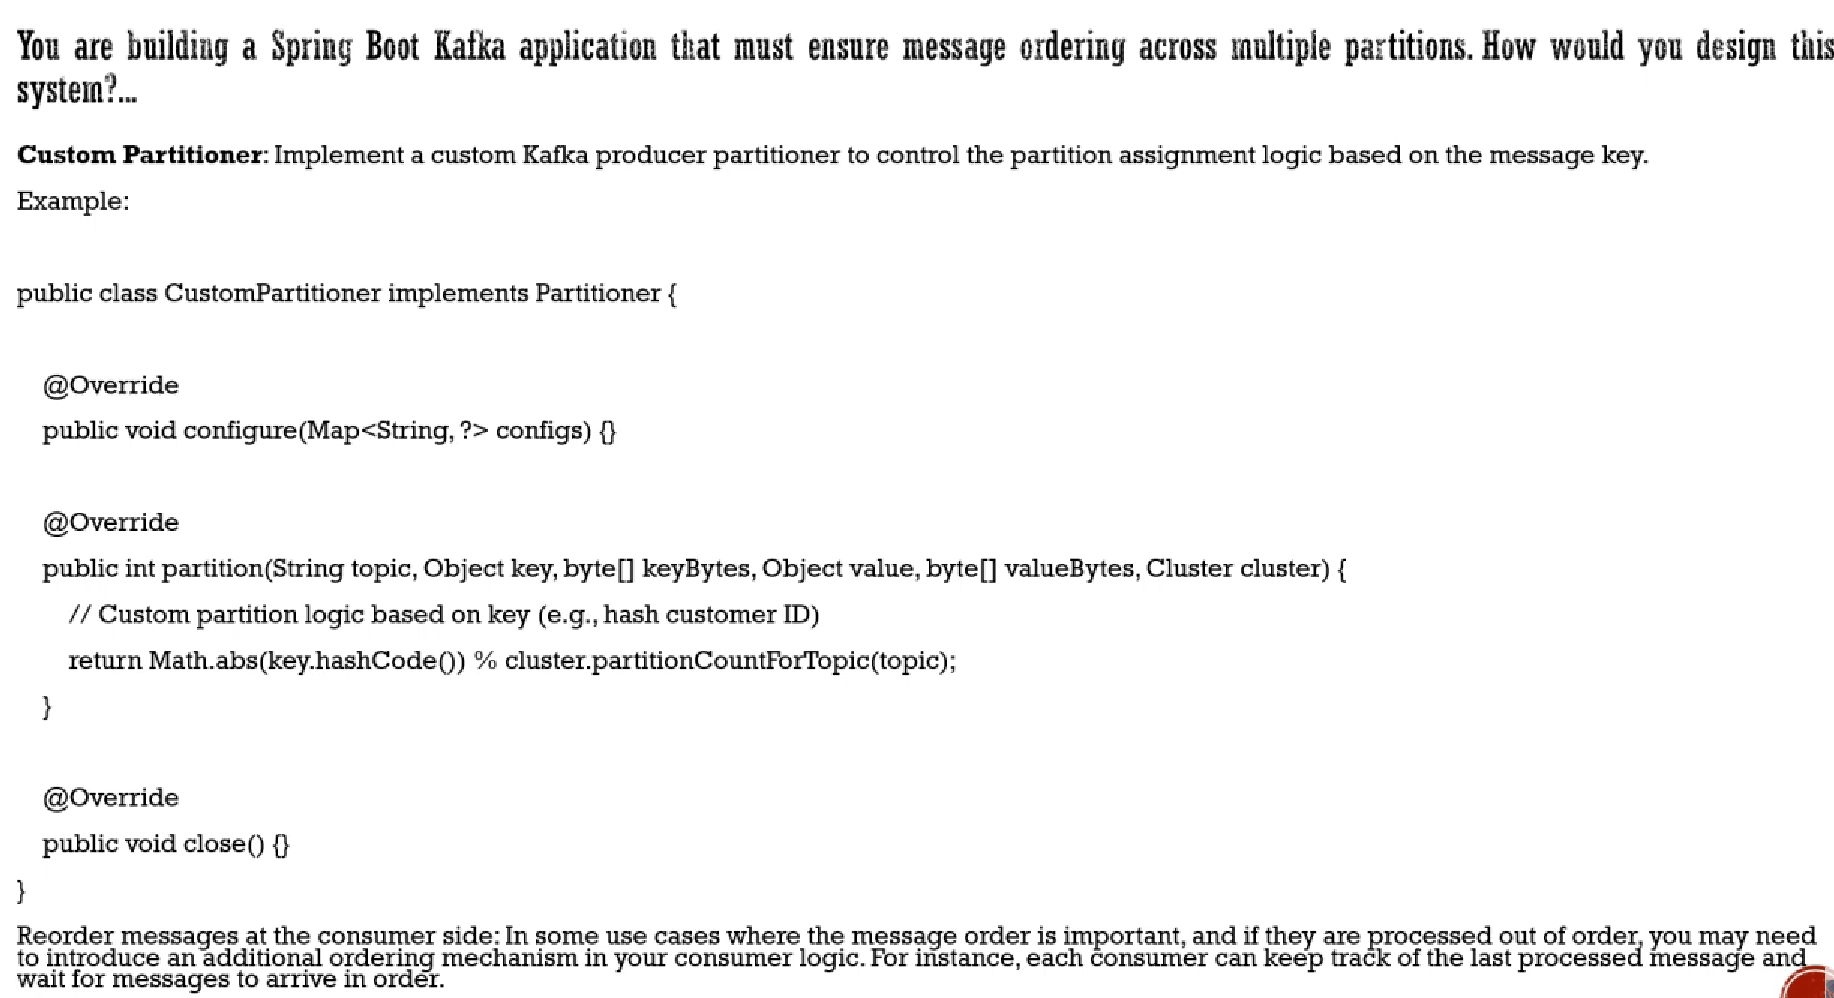 You are building a Spring Boot Kafka application that must ensure message ordering across multiple partitions. How would you design this
system?...
Custom Partitioner: Implement a custom Kafka producer partitioner to control the partition assignment logic based on the message key.
Example:
public class CustomPartitioner implements Partitioner {
@Override
public void configure(Map<String, ?> configs) {}
@Override
public int partition(String topic, Object key, byte[] keyBytes, Object value, byte[] valueBytes, Cluster cluster) {
// Custom partition logic based on key (e.g., hash customer ID)
return Math.abs(key.hashCode()) % cluster.partitionCountForTopic(topic);
}
@Override
public void close() {}
}
Reorder messages at the consumer side: In some use cases where the message order is important, and if they are processed out of order, you may need
to introduce an additional ordering mechanism in your consumer logic. For instance, each consumer can keep track of the last processed message and
wait for messages to arrive in order.